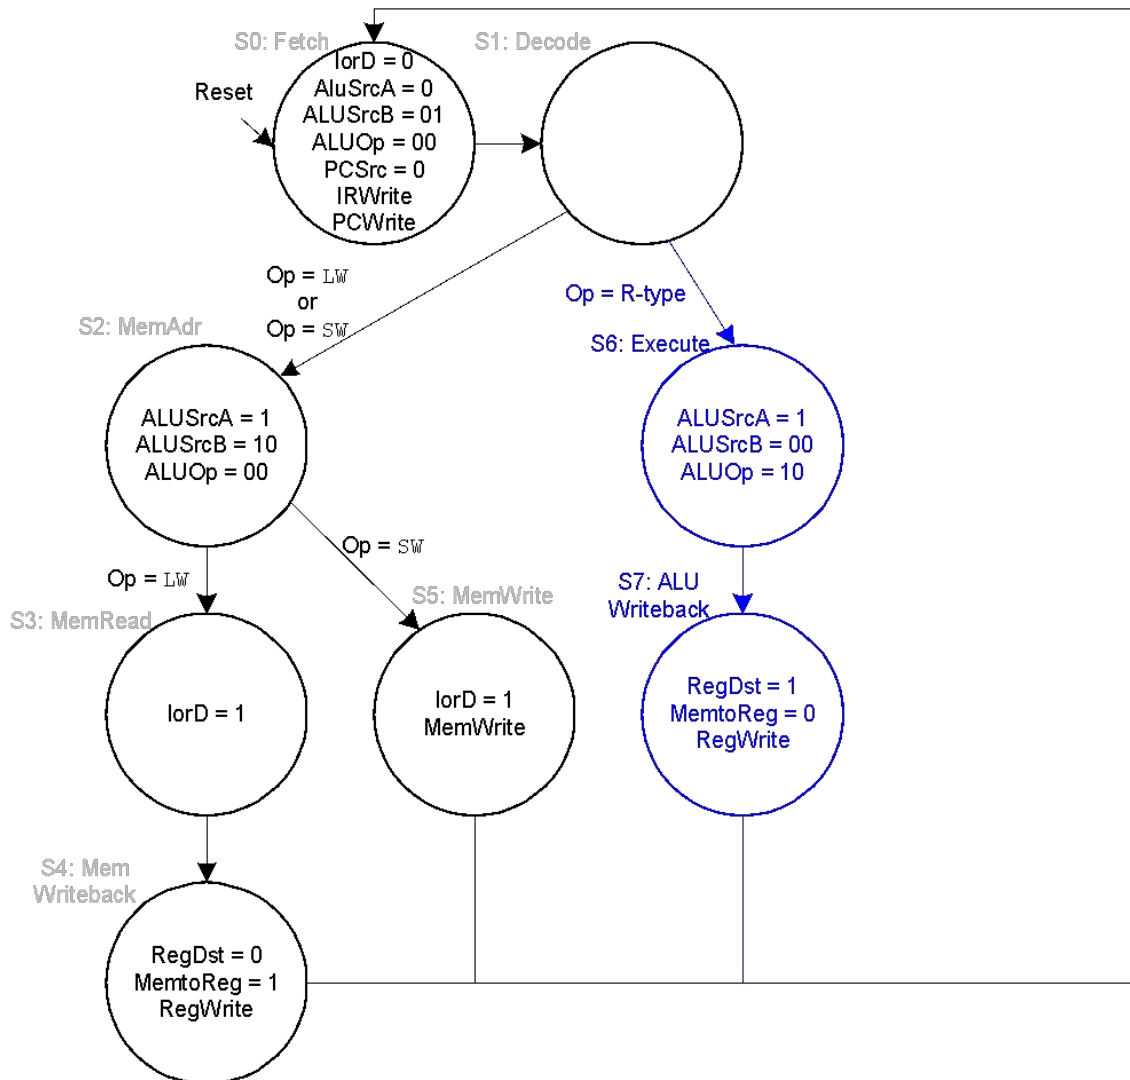 S0: Fetch
S1: Decode
Reset
IorD = 0
AluSrcA = 0
ALUSrcB = 01
ALUOp = 00
PCSrc = 0
IRWrite
PCWrite
Op = LW
or
Op = SW
Op = R-type
S2: MemAdr
S6: Execute
ALUSrcA = 1
ALUSrcB = 10
ALUOp = 00
ALUSrcA = 1
ALUSrcB = 00
ALUOp = 10
Op = LW
Op = SW
S3: MemRead
S5: MemWrite
S7: ALU
Writeback
IorD = 1
IorD = 1
MemWrite
RegDst = 1
MemtoReg = 0
RegWrite
S4: Mem
Writeback
RegDst = 0
MemtoReg = 1
RegWrite